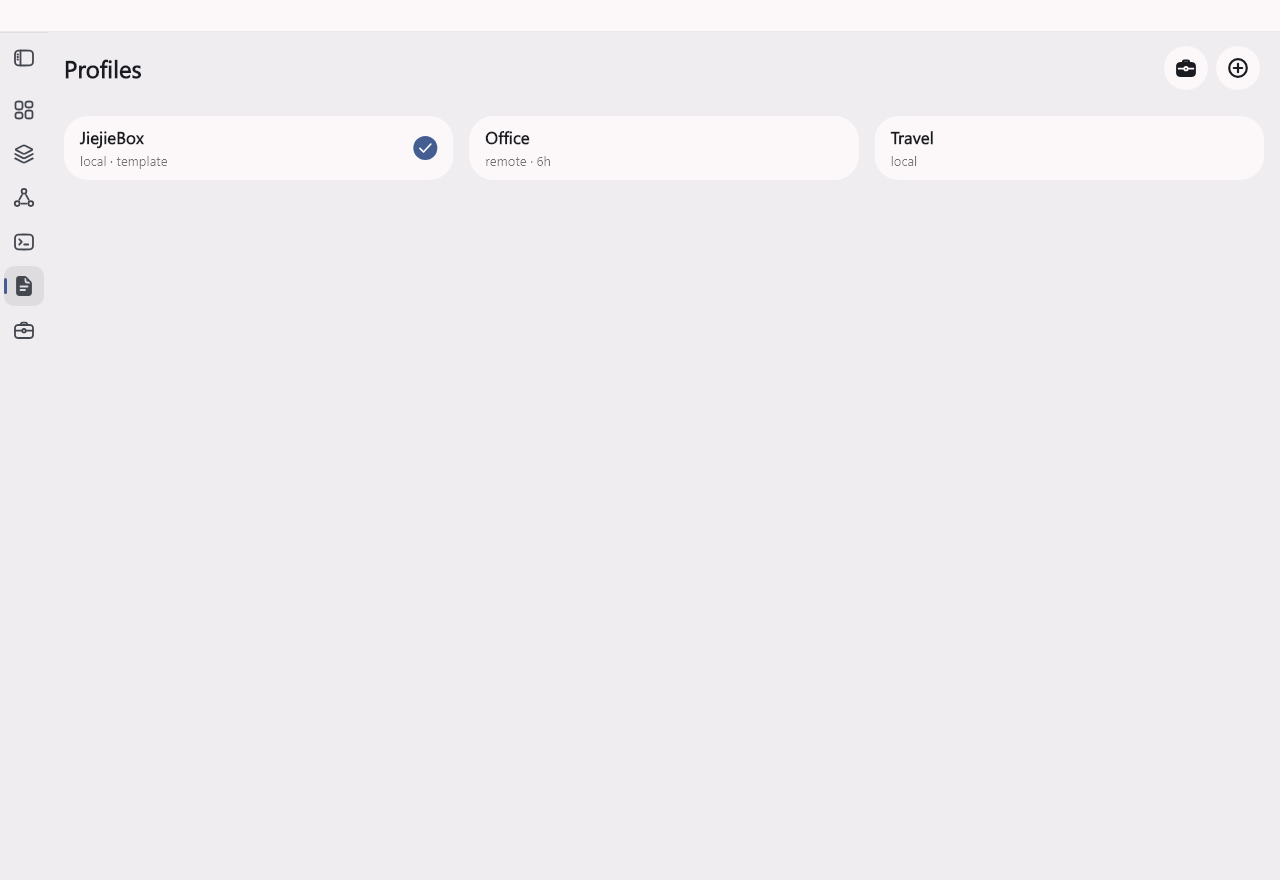 Profiles
JiejieBox
local · template
Office
remote · 6h
Travel
local